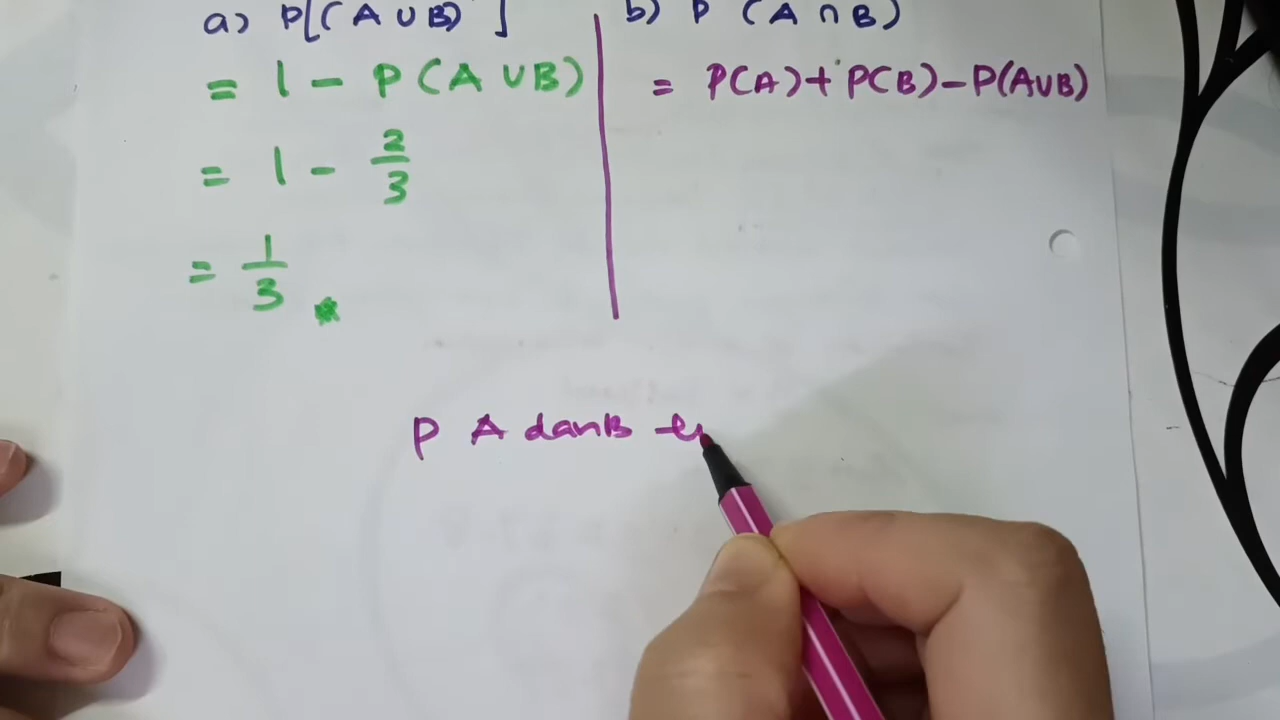 a) P[(A ∪ B)']
= 1 - P(A ∪ B)
= 1 - 2/3
= 1/3
b) P (A ∩ B)
= P(A) + P(B) - P(A∪B)
P A dan B